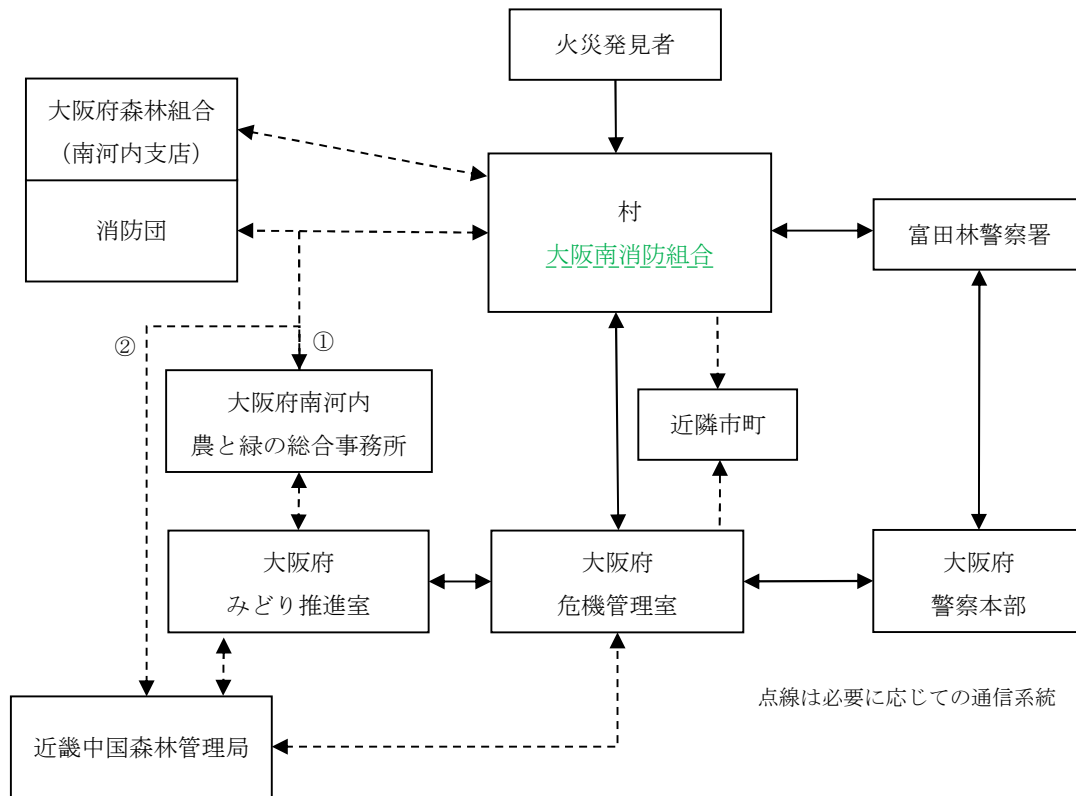 火災発見者
大阪府森林組合
（南河内支店）
消防団
村
大阪南消防組合
富田林警察署
②
①
大阪府南河内
農と緑の総合事務所
近隣市町
大阪府
みどり推進室
大阪府
危機管理室
大阪府
警察本部
点線は必要に応じての通信系統
近畿中国森林管理局